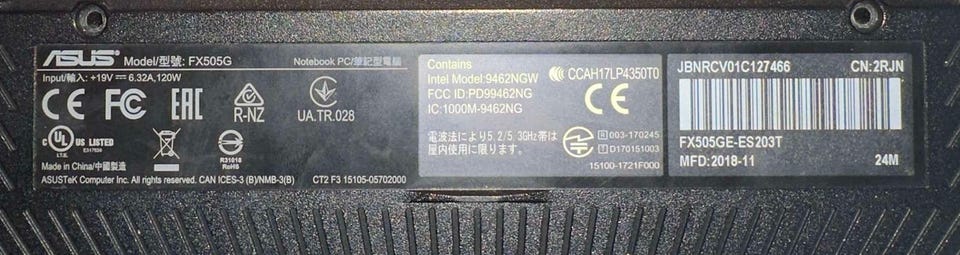 ASUS Model/型號: FX505G Notebook PC/筆記型電腦
Input/輸入: +19V⎓6.32A,120W
CE FC EAC R-NZ UA.TR.028
UL US LISTED
I.T.E. E317639
R31018
RoHS
Made in China/中國製造
ASUSTeK Computer Inc. All rights reserved. CAN ICES-3 (B)/NMB-3(B) CT2 F3 15105-05702000
Contains
Intel Model:9462NGW
FCC ID:PD99462NG
IC:1000M-9462NG
CCAH17LP4350T0
CE
電波法により5.2/5.3GHz帯は
屋内使用に限ります。
R 003-170245
T D170151003
15100-1721F000
JBNRCV01C127466 CN:2RJN
FX505GE-ES203T
MFD:2018-11 24M